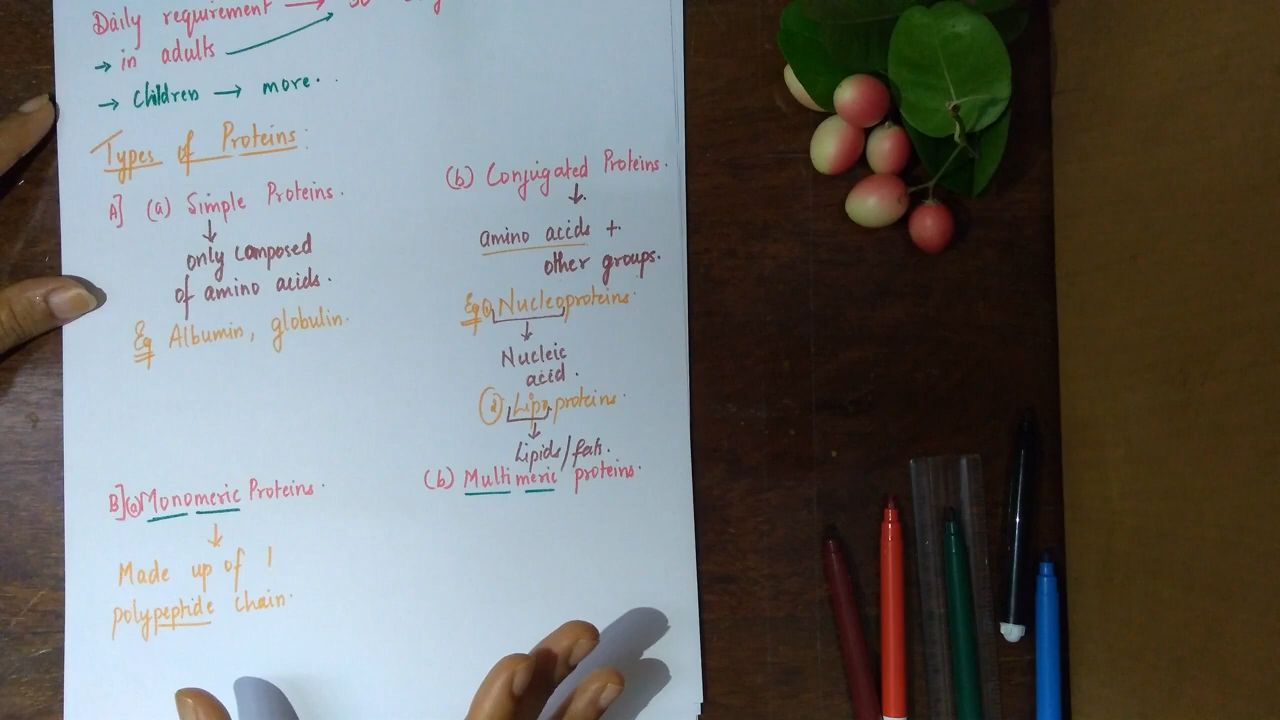 Daily requirement →
→ in adults
→ Children → more.
Types of Proteins:
A] (a) Simple Proteins.
only composed
of amino acids.
Eg Albumin, globulin.
(b) Conjugated Proteins.
amino acids +
other groups.
Eg ① Nucleoproteins.
Nucleic
acid.
② Lipoproteins.
Lipids/fats.
B] (a) Monomeric Proteins.
Made up of 1
polypeptide chain.
(b) Multimeric proteins.